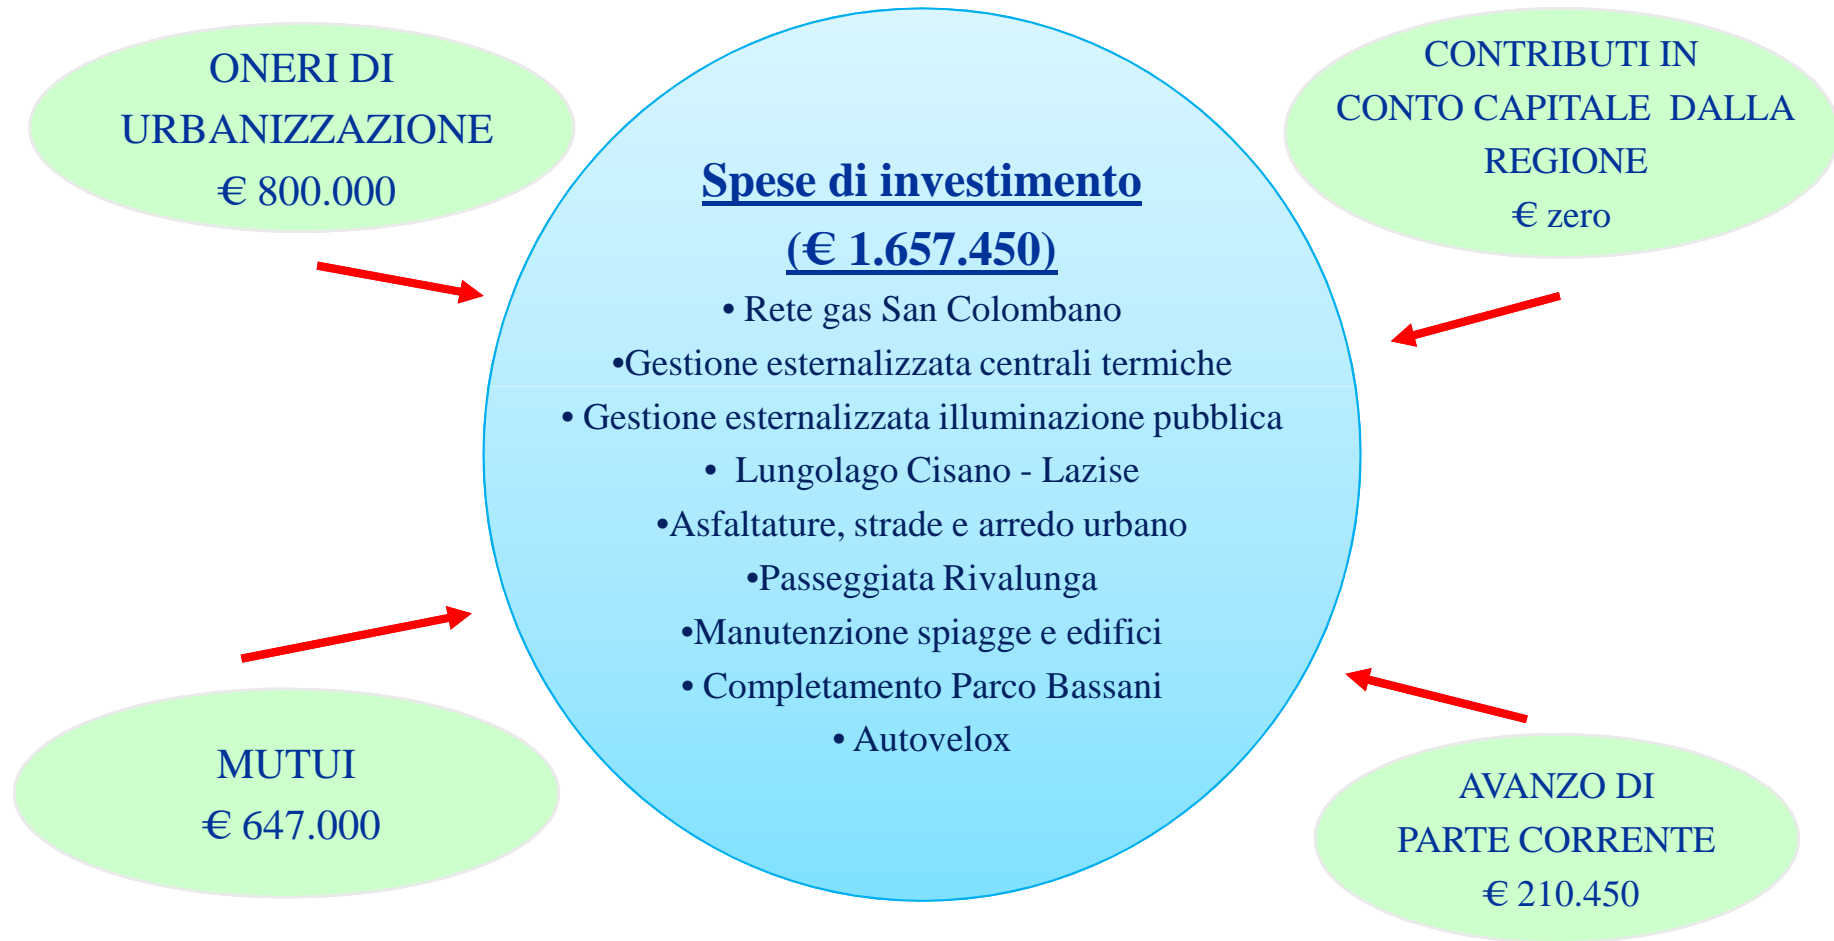 ONERI DI
URBANIZZAZIONE
€ 800.000
CONTRIBUTI IN
CONTO CAPITALE DALLA
REGIONE
€ zero
Spese di investimento
(€ 1.657.450)
• Rete gas San Colombano
•Gestione esternalizzata centrali termiche
• Gestione esternalizzata illuminazione pubblica
• Lungolago Cisano - Lazise
•Asfaltature, strade e arredo urbano
•Passeggiata Rivalunga
•Manutenzione spiagge e edifici
• Completamento Parco Bassani
• Autovelox
MUTUI
€ 647.000
AVANZO DI
PARTE CORRENTE
€ 210.450